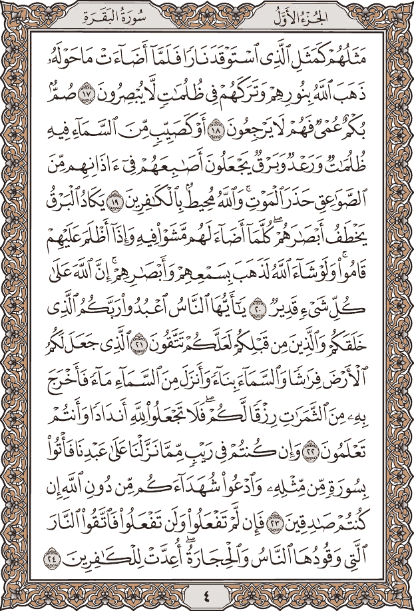 سُورَةُ البَقَرَةِ الجُزْءُ الأَوَّلُ
مَثَلُهُمْ كَمَثَلِ ٱلَّذِى ٱسْتَوْقَدَ نَارًا فَلَمَّآ أَضَآءَتْ مَا حَوْلَهُۥ
ذَهَبَ ٱللَّهُ بِنُورِهِمْ وَتَرَكَهُمْ فِى ظُلُمَٰتٍ لَّا يُبْصِرُونَ ١٧ صُمٌّۢ
بُكْمٌ عُمْىٌ فَهُمْ لَا يَرْجِعُونَ ١٨ أَوْ كَصَيِّبٍ مِّنَ ٱلسَّمَآءِ فِيهِ
ظُلُمَٰتٌ وَرَعْدٌ وَبَرْقٌ يَجْعَلُونَ أَصَٰبِعَهُمْ فِىٓ ءَاذَانِهِم مِّنَ
ٱلصَّوَٰعِقِ حَذَرَ ٱلْمَوْتِ ۚ وَٱللَّهُ مُحِيطٌۢ بِٱلْكَٰفِرِينَ ١٩ يَكَادُ ٱلْبَرْقُ
يَخْطَفُ أَبْصَٰرَهُمْ ۖ كُلَّمَآ أَضَآءَ لَهُم مَّشَوْا۟ فِيهِ وَإِذَآ أَظْلَمَ عَلَيْهِمْ
قَامُوا۟ ۚ وَلَوْ شَآءَ ٱللَّهُ لَذَهَبَ بِسَمْعِهِمْ وَأَبْصَٰرِهِمْ ۚ إِنَّ ٱللَّهَ عَلَىٰ
كُلِّ شَىْءٍ قَدِيرٌ ٢٠ يَٰٓأَيُّهَا ٱلنَّاسُ ٱعْبُدُوا۟ رَبَّكُمُ ٱلَّذِى
خَلَقَكُمْ وَٱلَّذِينَ مِن قَبْلِكُمْ لَعَلَّكُمْ تَتَّقُونَ ٢١ ٱلَّذِى جَعَلَ لَكُمُ
ٱلْأَرْضَ فِرَٰشًا وَٱلسَّمَآءَ بِنَآءً وَأَنزَلَ مِنَ ٱلسَّمَآءِ مَآءً فَأَخْرَجَ
بِهِۦ مِنَ ٱلثَّمَرَٰتِ رِزْقًا لَّكُمْ ۖ فَلَا تَجْعَلُوا۟ لِلَّهِ أَندَادًا وَأَنتُمْ
تَعْلَمُونَ ٢٢ وَإِن كُنتُمْ فِى رَيْبٍ مِّمَّا نَزَّلْنَا عَلَىٰ عَبْدِنَا فَأْتُوا۟
بِسُورَةٍ مِّن مِّثْلِهِۦ وَٱدْعُوا۟ شُهَدَآءَكُم مِّن دُونِ ٱللَّهِ إِن
كُنتُمْ صَٰدِقِينَ ٢٣ فَإِن لَّمْ تَفْعَلُوا۟ وَلَن تَفْعَلُوا۟ فَٱتَّقُوا۟ ٱلنَّارَ
ٱلَّتِى وَقُودُهَا ٱلنَّاسُ وَٱلْحِجَارَةُ ۖ أُعِدَّتْ لِلْكَٰفِرِينَ ٢٤
٤